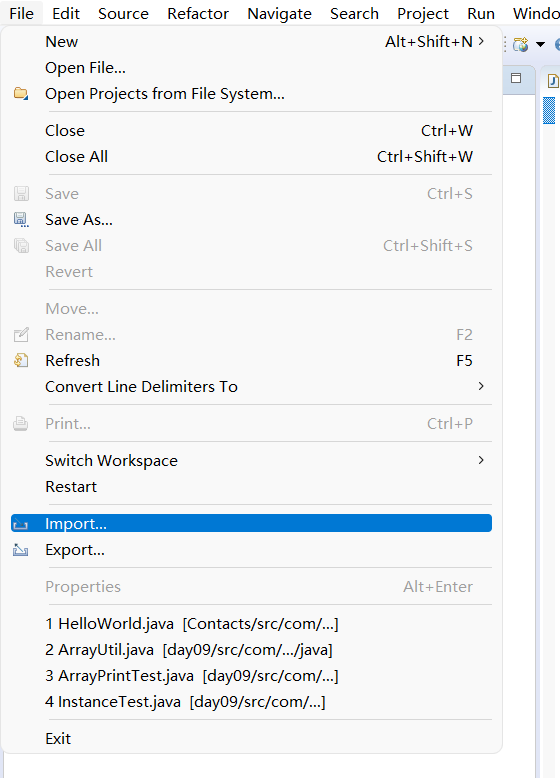 File Edit Source Refactor Navigate Search Project Run Windo
New Alt+Shift+N
Open File...
Open Projects from File System...
Close Ctrl+W
Close All Ctrl+Shift+W
Save Ctrl+S
Save As...
Save All Ctrl+Shift+S
Revert
Move...
Rename... F2
Refresh F5
Convert Line Delimiters To
Print... Ctrl+P
Switch Workspace
Restart
Import...
Export...
Properties Alt+Enter
1 HelloWorld.java [Contacts/src/com/...]
2 ArrayUtil.java [day09/src/com/.../java]
3 ArrayPrintTest.java [day09/src/com/...]
4 InstanceTest.java [day09/src/com/...]
Exit